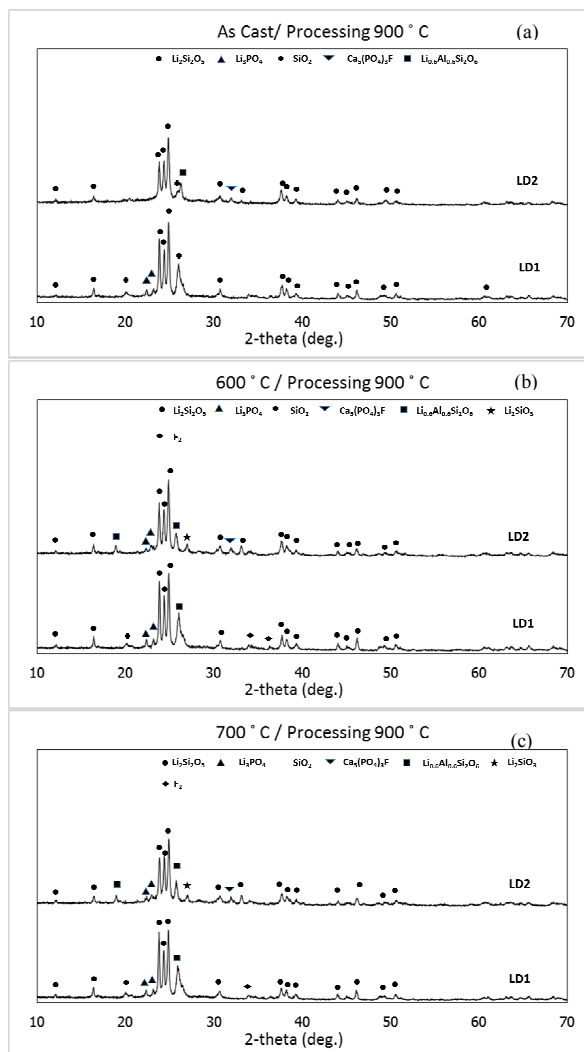 As Cast/ Processing 900 ° C (a)
Li₂Si₂O₅ Li₃PO₄ SiO₂ Ca₅(PO₄)₃F Li₀.₆Al₀.₆Si₂O₆
LD2
LD1
10 20 30 40 50 60 70
2-theta (deg.)
600 ° C / Processing 900 ° C (b)
Li₂Si₂O₅ Li₃PO₄ SiO₂ Ca₅(PO₄)₃F Li₀.₆Al₀.₆Si₂O₆ Li₂SiO₃
F₂
LD2
LD1
10 20 30 40 50 60 70
2-theta (deg.)
700 ° C / Processing 900 ° C (c)
Li₂Si₂O₅ Li₃PO₄ SiO₂ Ca₅(PO₄)₃F Li₀.₆Al₀.₆Si₂O₆ Li₂SiO₃
F₂
LD2
LD1
10 20 30 40 50 60 70
2-theta (deg.)